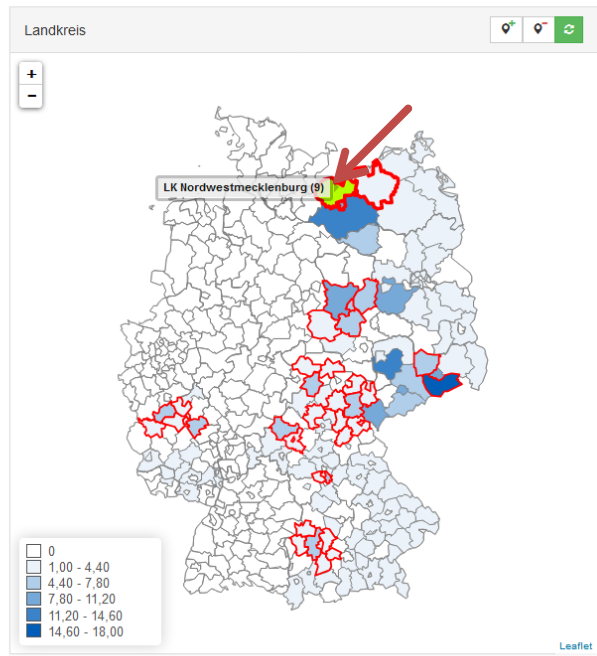 Landkreis
+
−
LK Nordwestmecklenburg (9)
0
1,00 - 4,40
4,40 - 7,80
7,80 - 11,20
11,20 - 14,60
14,60 - 18,00
Leaflet